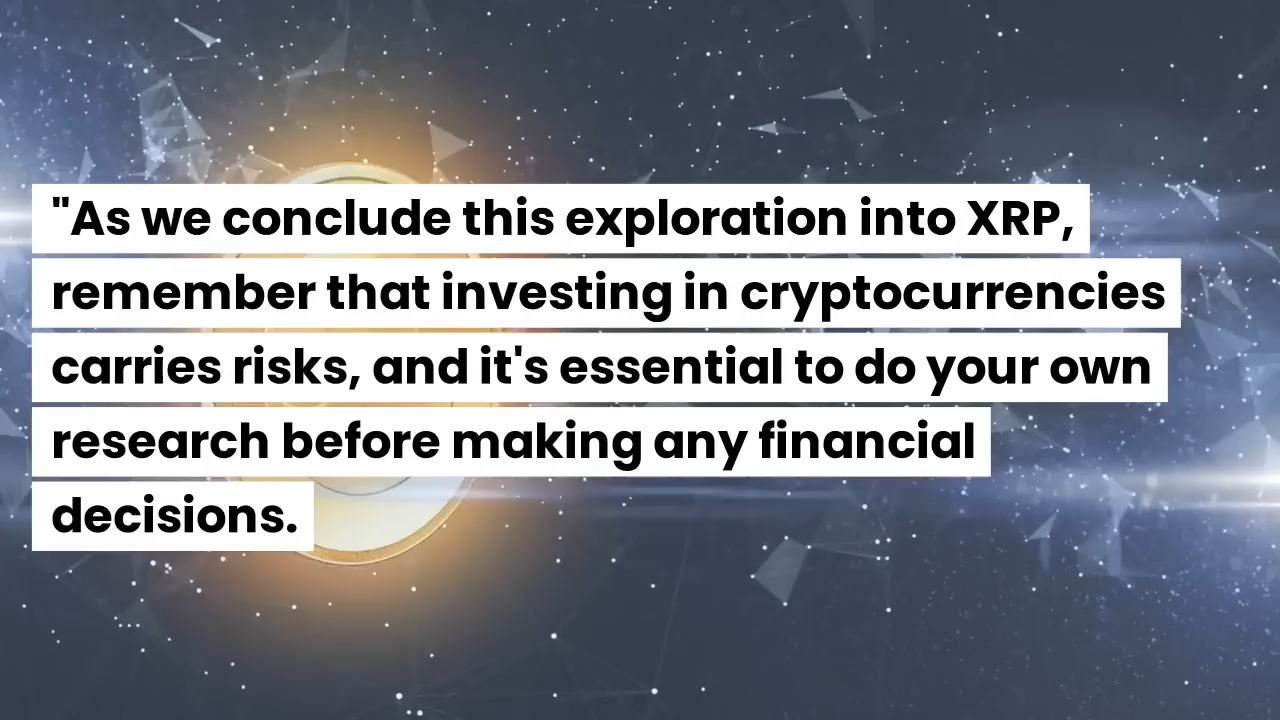 "As we conclude this exploration into XRP,
remember that investing in cryptocurrencies
carries risks, and it's essential to do your own
research before making any financial
decisions.